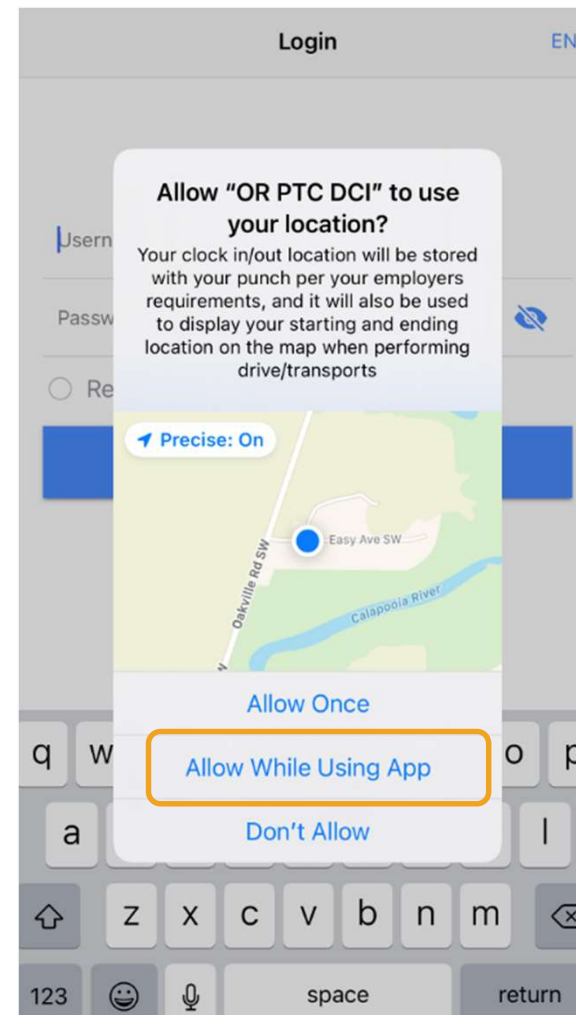 Login
EN
Allow “OR PTC DCI” to use
your location?
Your clock in/out location will be stored
with your punch per your employers
requirements, and it will also be used
to display your starting and ending
location on the map when performing
drive/transports
Usern
Passw
Re
Precise: On
Easy Ave SW
Oakville Rd SW
Calapooia River
Allow Once
Allow While Using App
Don’t Allow
q w o p
a l
z x c v b n m
123 space return